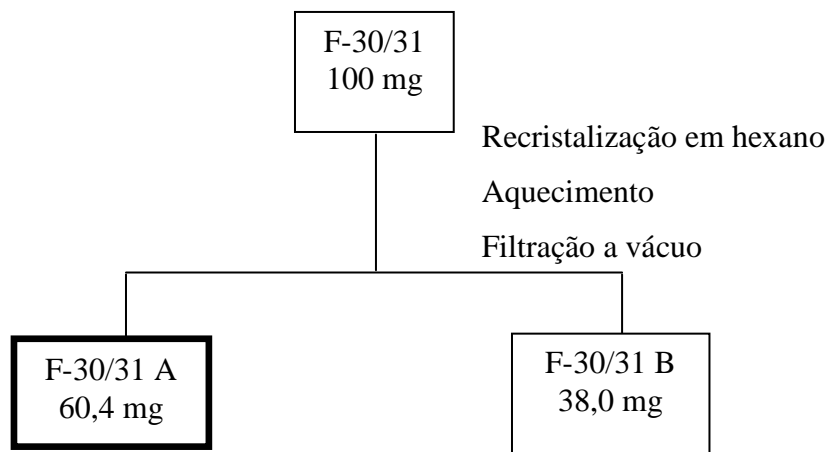 F-30/31
100 mg
Recristalização em hexano
Aquecimento
Filtração a vácuo
F-30/31 A
60,4 mg
F-30/31 B
38,0 mg